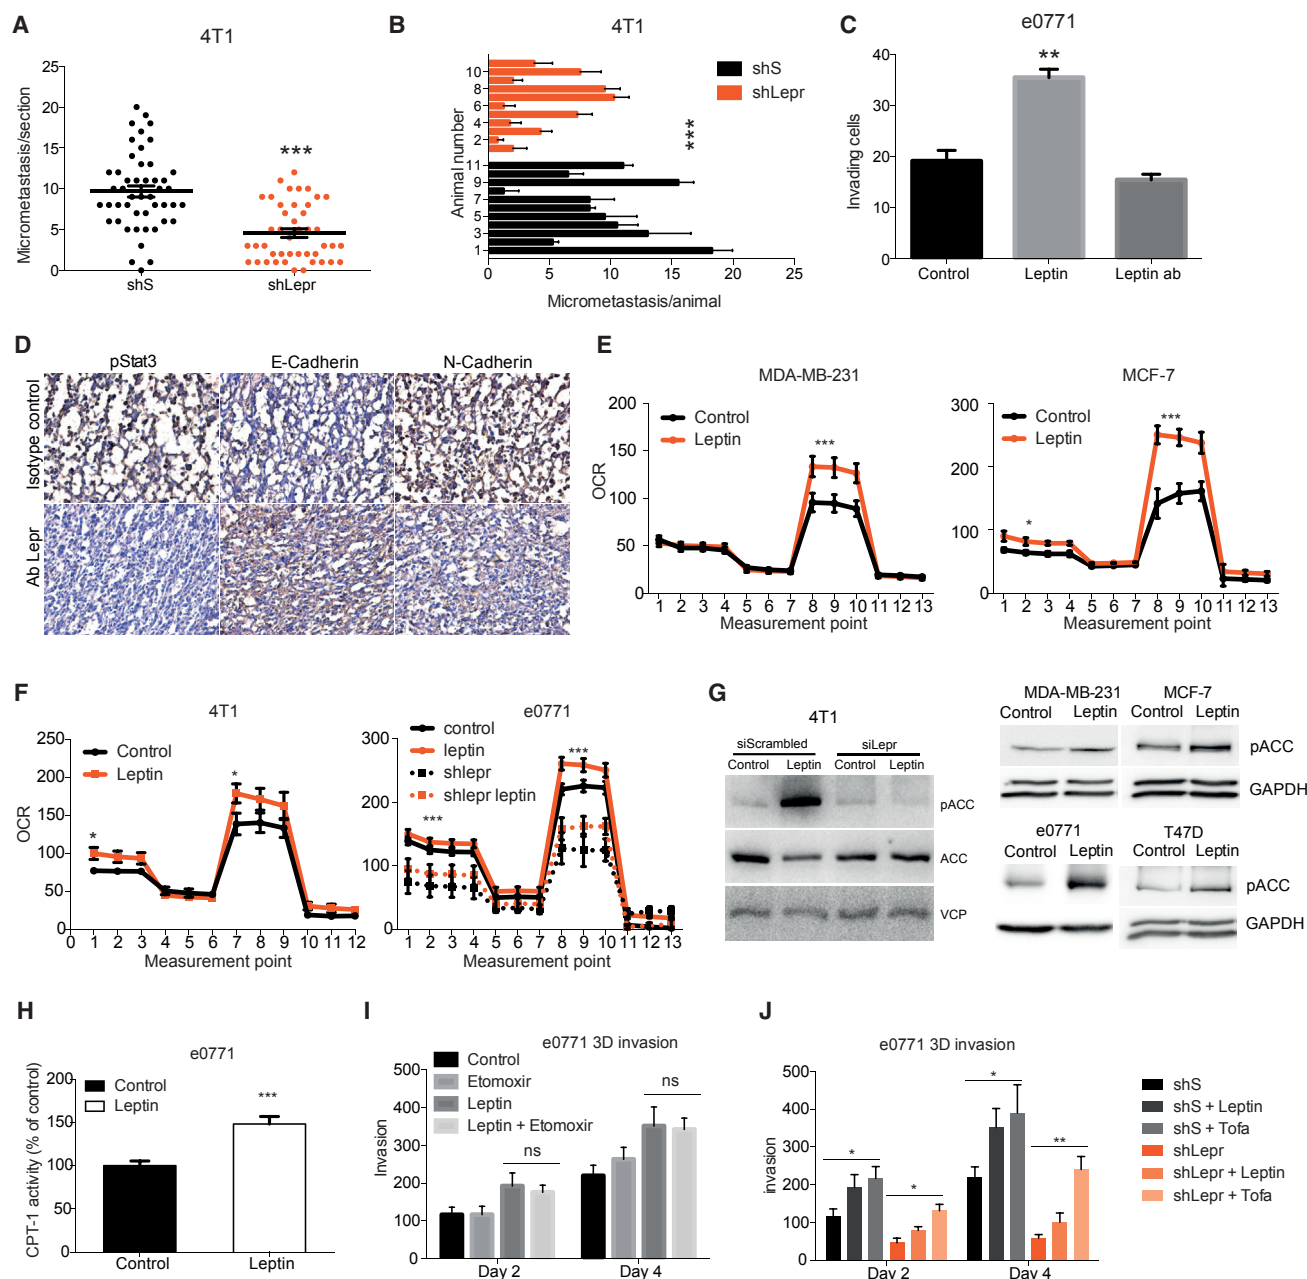 A
4T1
Micrometastasis/section
25
20
15
10
5
0
***
shS
shLepr
B
4T1
shS
shLepr
Animal number
10
8
6
4
2
11
9
7
5
3
1
***
0
5
10
15
20
25
Micrometastasis/animal
C
e0771
Invading cells
40
30
20
10
0
**
Control
Leptin
Leptin ab
D
pStat3
E-Cadherin
N-Cadherin
Isotype control
Ab Lepr
E
MDA-MB-231
Control
Leptin
OCR
200
150
100
50
0
***
1 2 3 4 5 6 7 8 9 10 11 12 13
Measurement point
MCF-7
Control
Leptin
300
200
100
0
*
***
1 2 3 4 5 6 7 8 9 10 11 12 13
Measurement point
F
4T1
Control
Leptin
OCR
250
200
150
100
50
0
*
*
0 1 2 3 4 5 6 7 8 9 10 11 12
Measurement point
e0771
control
leptin
shlepr
shlepr leptin
300
200
100
0
***
***
1 2 3 4 5 6 7 8 9 10 11 12 13
Measurement point
G
4T1
siScrambled
siLepr
Control Leptin Control Leptin
pACC
ACC
VCP
MDA-MB-231
MCF-7
Control Leptin Control Leptin
pACC
GAPDH
e0771
T47D
Control Leptin Control Leptin
pACC
GAPDH
H
e0771
Control
Leptin
CPT-1 activity (% of control)
200
150
100
50
0
***
Control
Leptin
I
e0771 3D invasion
Control
Etomoxir
Leptin
Leptin + Etomoxir
Invasion
500
400
300
200
100
0
ns
ns
Day 2
Day 4
J
e0771 3D invasion
invasion
500
400
300
200
100
0
*
*
*
**
Day 2
Day 4
shS
shS + Leptin
shS + Tofa
shLepr
shLepr + Leptin
shLepr + Tofa